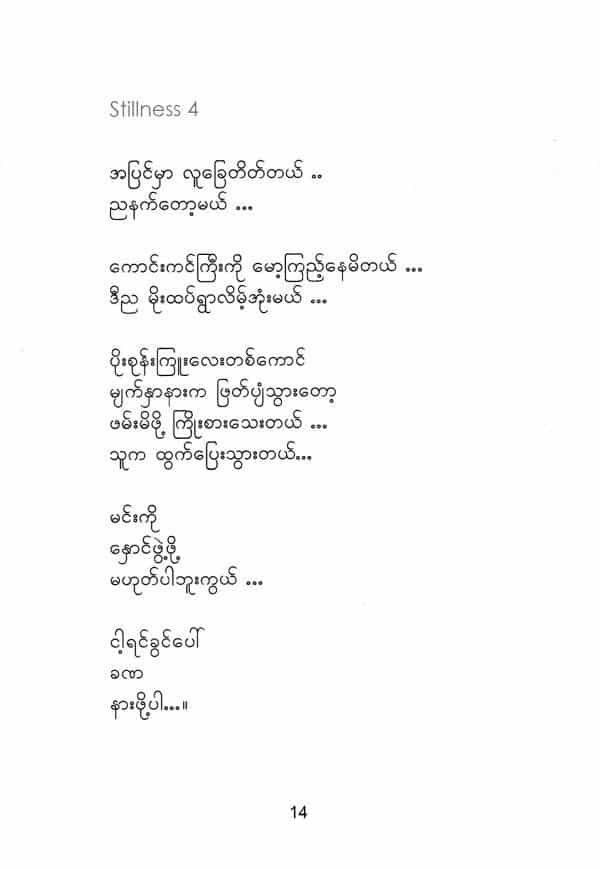 Stillness 4
အပြင်မှာ လူခြေတိတ်တယ် ..
ညနက်တော့မယ် ...
ကောင်းကင်ကြီးကို မော့ကြည့်နေမိတယ် ...
ဒီည မိုးထပ်ရွာလိမ့်အုံးမယ် ...
ပိုးစုန်းကြူးလေးတစ်ကောင်
မျက်နှာနားက ဖြတ်ပျံသွားတော့
ဖမ်းမိဖို့ ကြိုးစားသေးတယ် ...
သူက ထွက်ပြေးသွားတယ်...
မင်းကို
နှောင်ဖွဲ့ဖို့
မဟုတ်ပါဘူးကွယ် ...
ငါ့ရင်ခွင်ပေါ်
ခဏ
နားဖို့ပါ...။
14